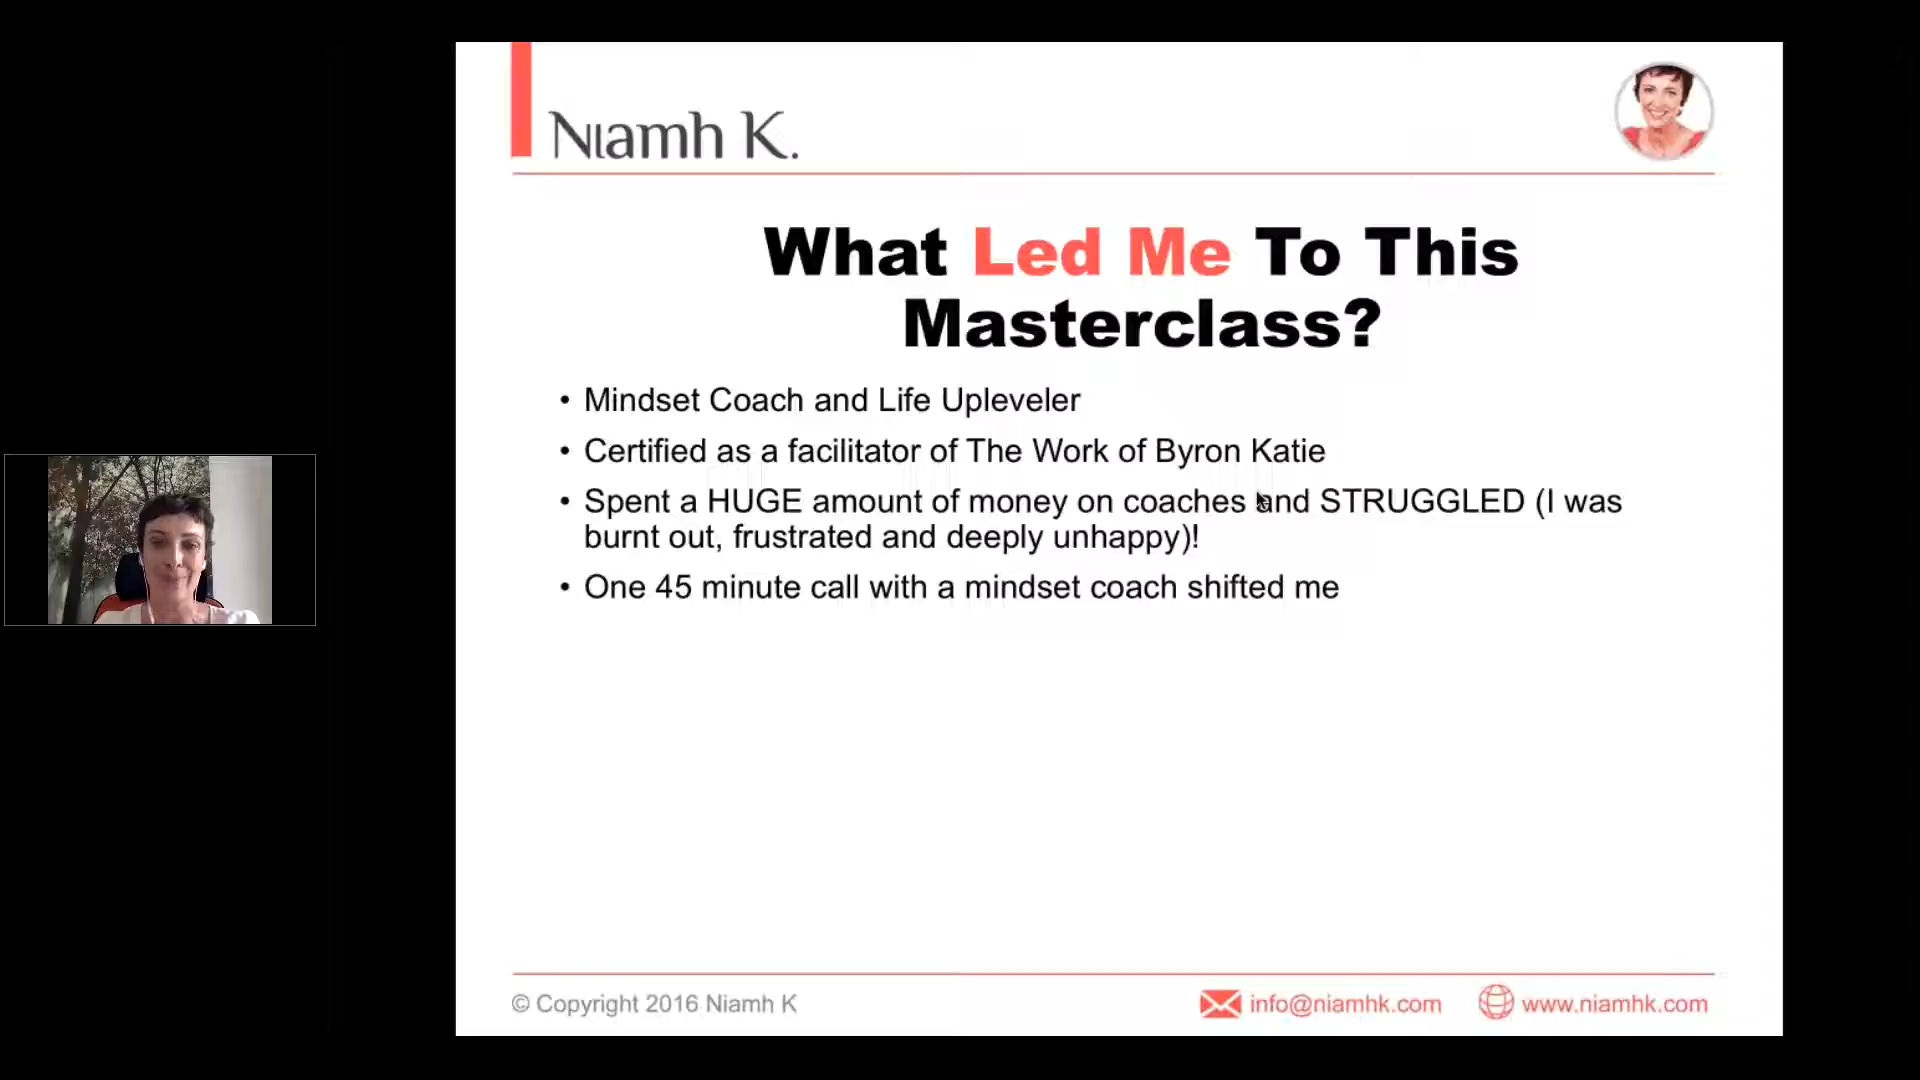 Niamh K.
What Led Me To This
Masterclass?
• Mindset Coach and Life Upleveler
• Certified as a facilitator of The Work of Byron Katie
• Spent a HUGE amount of money on coaches and STRUGGLED (I was
burnt out, frustrated and deeply unhappy)!
• One 45 minute call with a mindset coach shifted me
© Copyright 2016 Niamh K
info@niamhk.com
www.niamhk.com